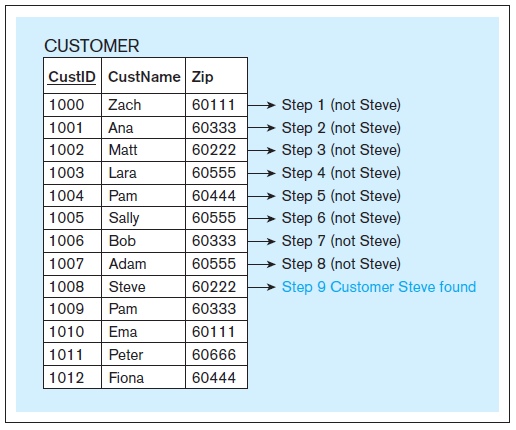 CUSTOMER
CustID CustName Zip
1000 Zach 60111 Step 1 (not Steve)
1001 Ana 60333 Step 2 (not Steve)
1002 Matt 60222 Step 3 (not Steve)
1003 Lara 60555 Step 4 (not Steve)
1004 Pam 60444 Step 5 (not Steve)
1005 Sally 60555 Step 6 (not Steve)
1006 Bob 60333 Step 7 (not Steve)
1007 Adam 60555 Step 8 (not Steve)
1008 Steve 60222 Step 9 Customer Steve found
1009 Pam 60333
1010 Ema 60111
1011 Peter 60666
1012 Fiona 60444